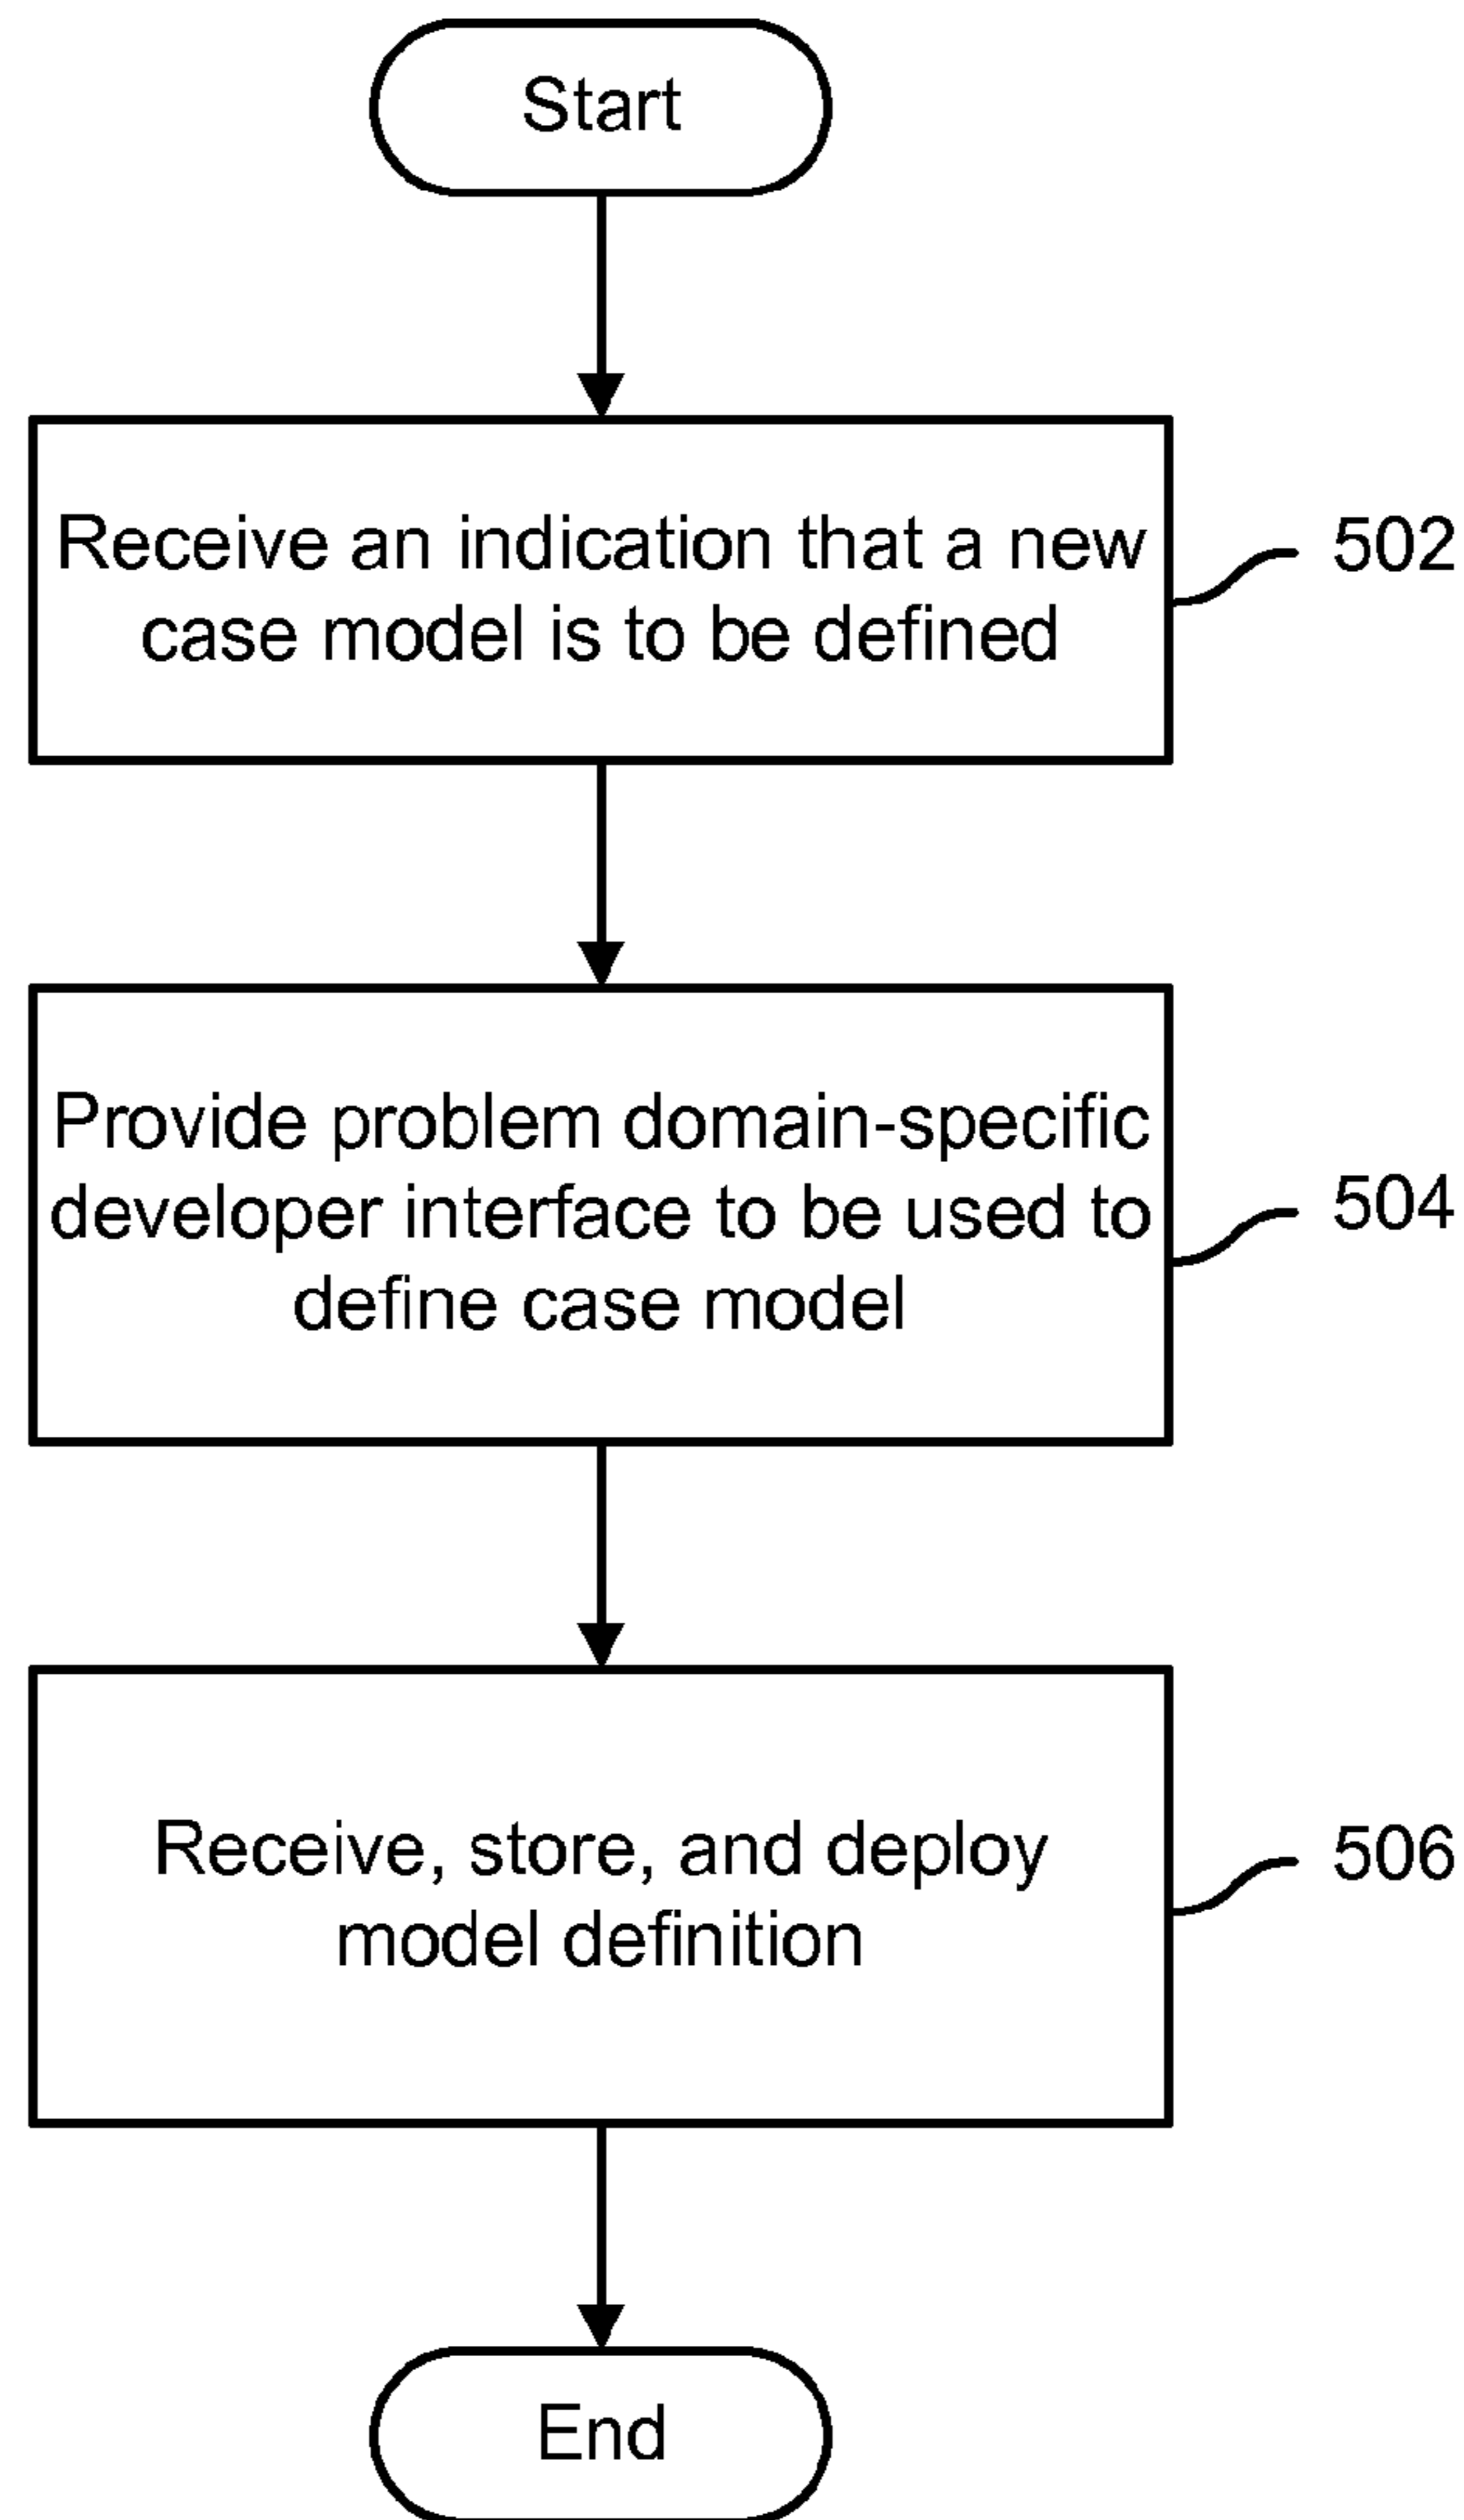 Start
Receive an indication that a new
case model is to be defined
502
Provide problem domain-specific
developer interface to be used to
define case model
504
Receive, store, and deploy
model definition
506
End